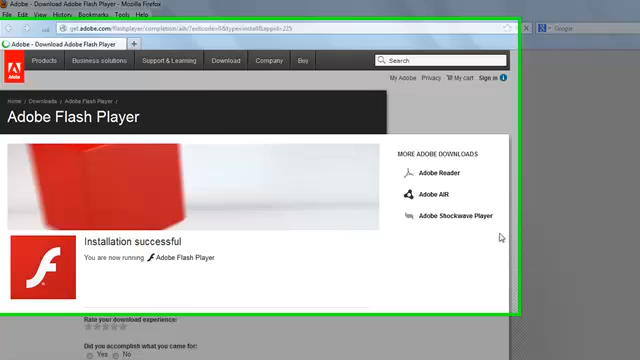 Adobe - Download Adobe Flash Player - Mozilla Firefox
File Edit View History Bookmarks Tools Help
Adobe - Download Adobe Flash Player
Google
Adobe
Products Business solutions Support & Learning Download Company Buy
Search
My Adobe Privacy My cart Sign in
Home / Downloads / Adobe Flash Player /
Adobe Flash Player
MORE ADOBE DOWNLOADS
Adobe Reader
Adobe AIR
Adobe Shockwave Player
Installation successful
You are now running Adobe Flash Player
Rate your download experience:
Did you accomplish what you came for:
Yes No